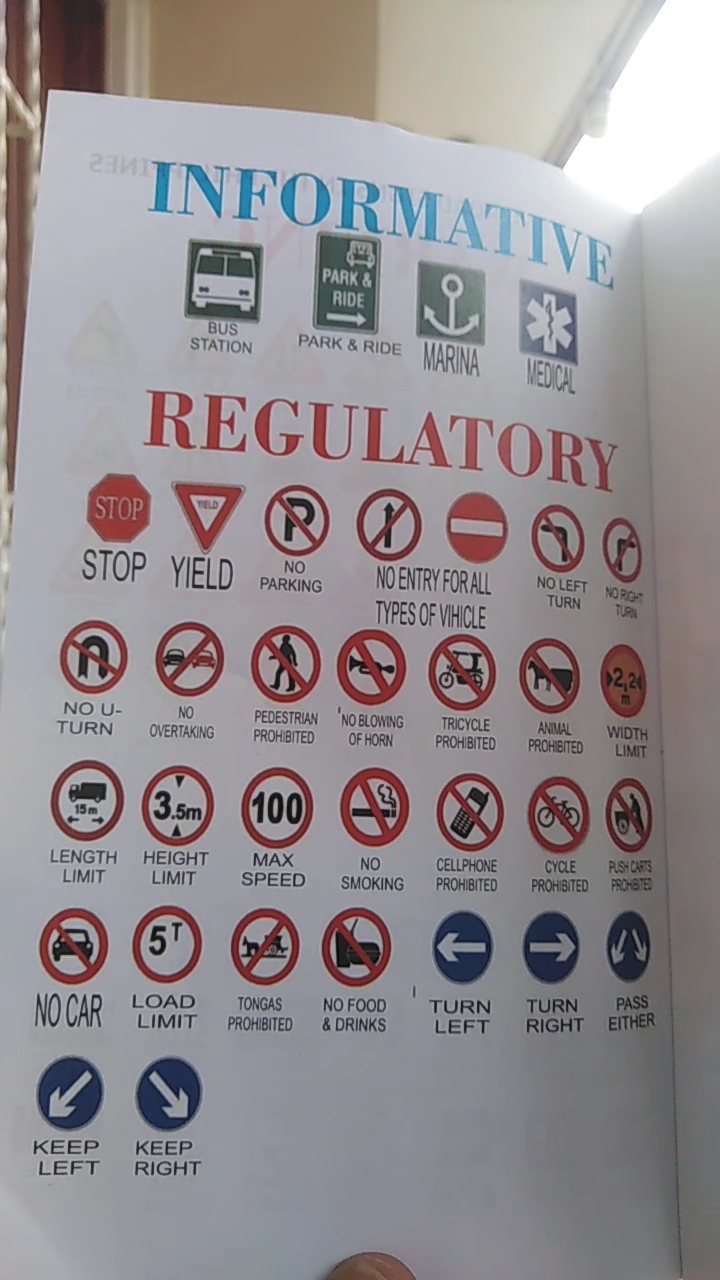 INFORMATIVE
PARK &
RIDE
BUS
STATION
PARK & RIDE
MARINA
MEDICAL
REGULATORY
STOP
YIELD
P
STOP
YIELD
NO
PARKING
NO ENTRY FOR ALL
TYPES OF VIHICLE
NO LEFT
TURN
NO RIGHT
TURN
2,2
m
NO U-
TURN
NO
OVERTAKING
PEDESTRIAN
PROHIBITED
'NO BLOWING
OF HORN
TRICYCLE
PROHIBITED
ANIMAL
PROHIBITED
WIDTH
LIMIT
15 m
3.5m
100
LENGTH
LIMIT
HEIGHT
LIMIT
MAX
SPEED
NO
SMOKING
CELLPHONE
PROHIBITED
CYCLE
PROHIBITED
PUSH CARTS
PROHIBITED
5T
NO CAR
LOAD
LIMIT
TONGAS
PROHIBITED
NO FOOD
& DRINKS
TURN
LEFT
TURN
RIGHT
PASS
EITHER
KEEP
LEFT
KEEP
RIGHT